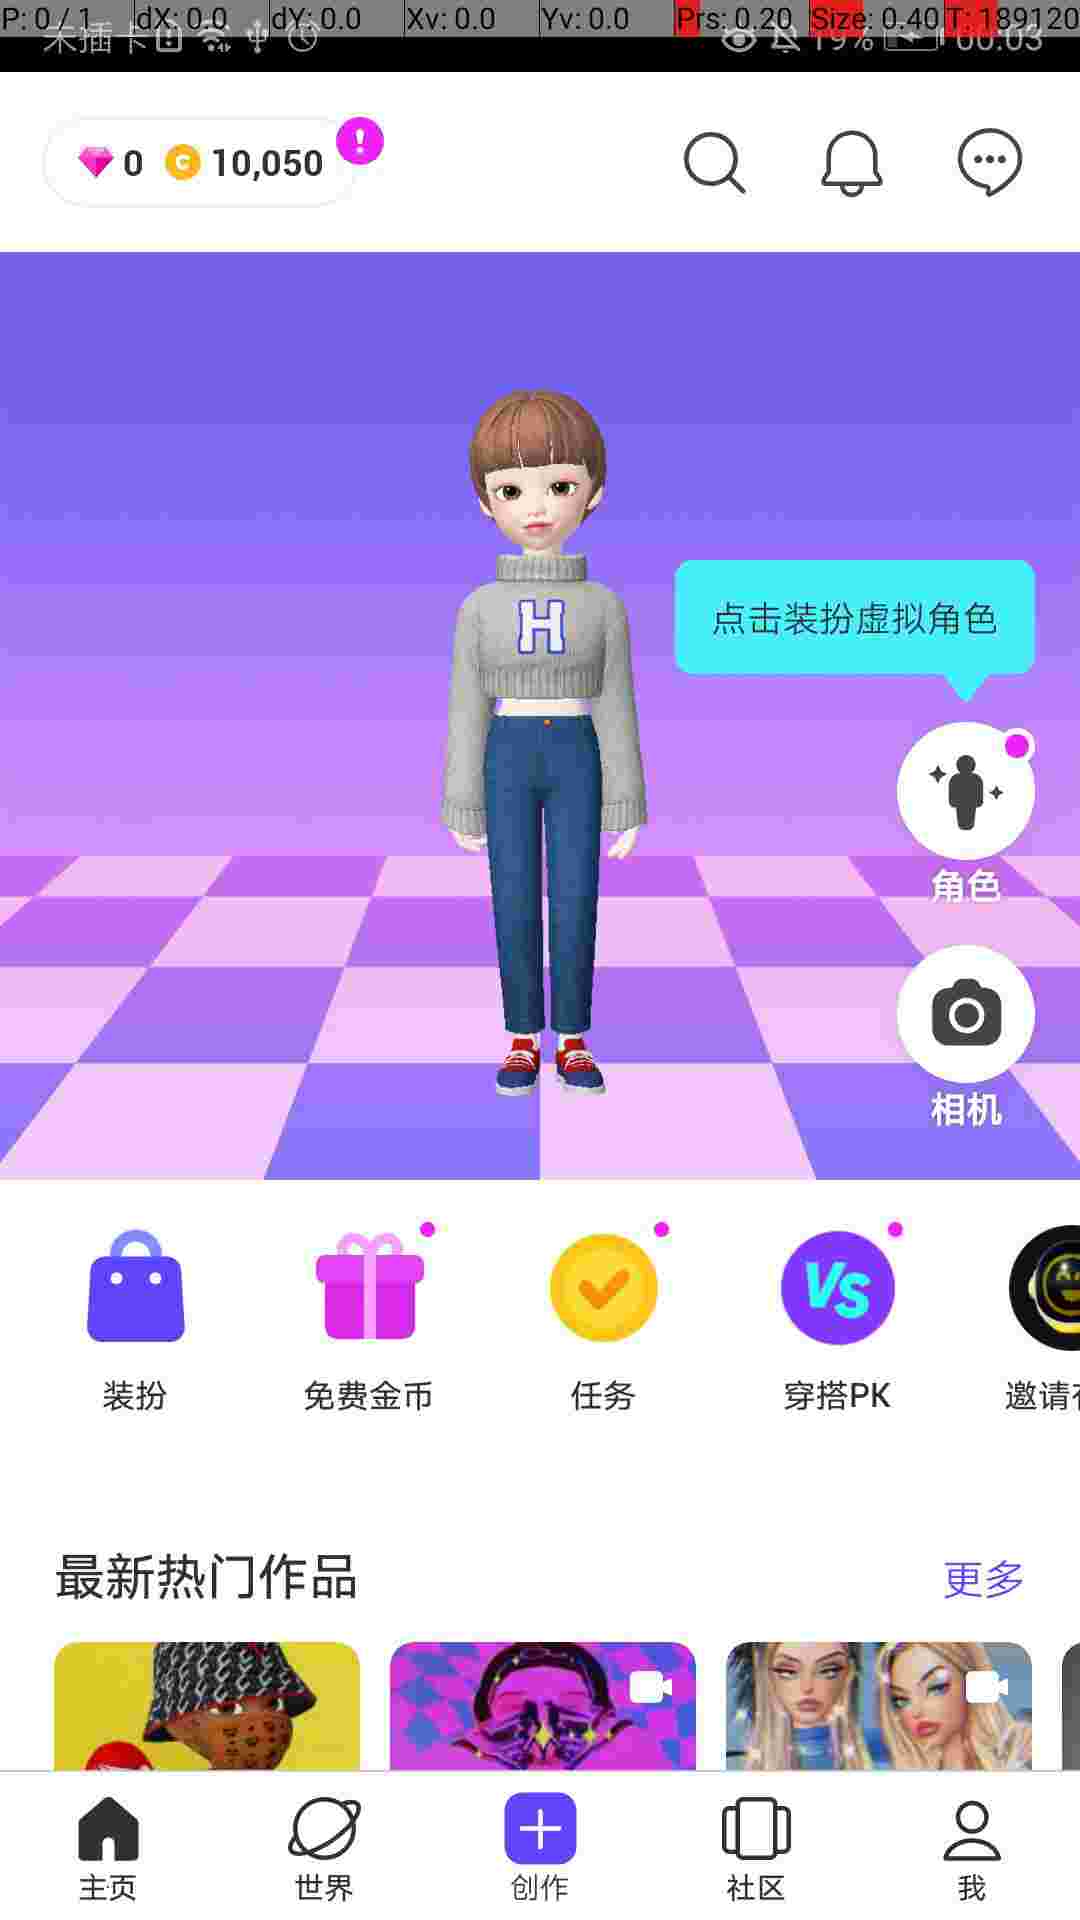 P: 0 / 1 dX: 0.0 dY: 0.0 Xv: 0.0 Yv: 0.0 Prs: 0.20 Size: 0.40 T: 189120
未插卡 19% 00:03
0 C 10,050 !
H
点击装扮虚拟角色
角色
相机
VS
装扮 免费金币 任务 穿搭PK 邀请
最新热门作品 更多
主页 世界 创作 社区 我